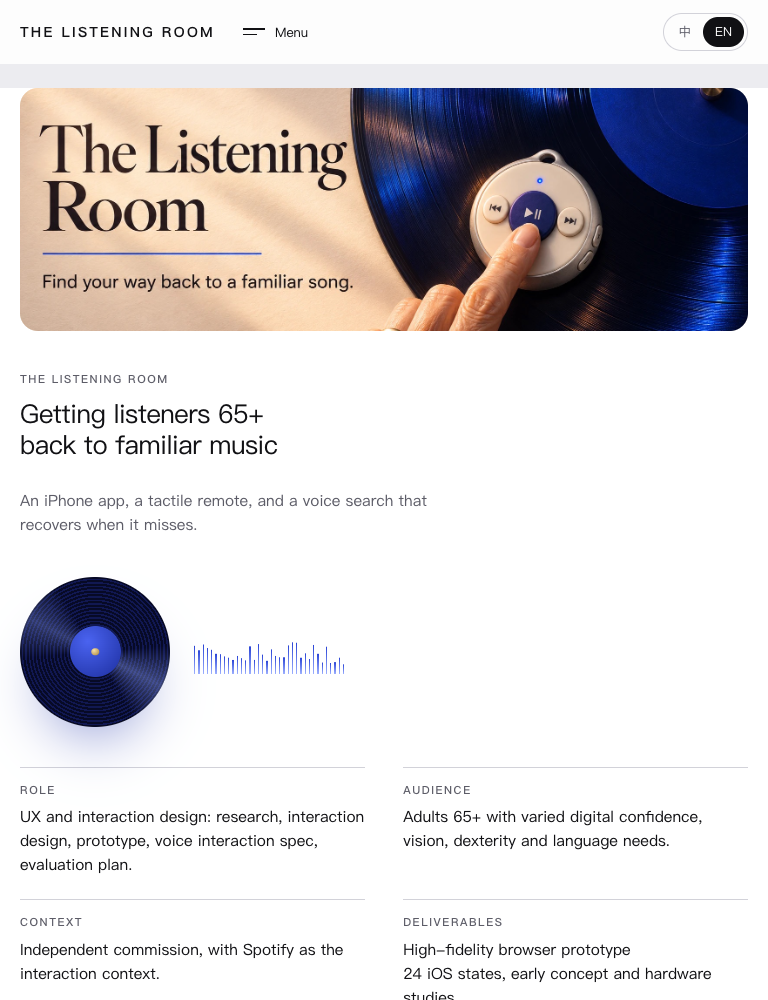 THE LISTENING ROOM
Menu
中
EN
The Listening
Room
Find your way back to a familiar song.
THE LISTENING ROOM
Getting listeners 65+
back to familiar music
An iPhone app, a tactile remote, and a voice search that
recovers when it misses.
ROLE
UX and interaction design: research, interaction
design, prototype, voice interaction spec,
evaluation plan.
AUDIENCE
Adults 65+ with varied digital confidence,
vision, dexterity and language needs.
CONTEXT
Independent commission, with Spotify as the
interaction context.
DELIVERABLES
High–fidelity browser prototype
24 iOS states, early concept and hardware
studies